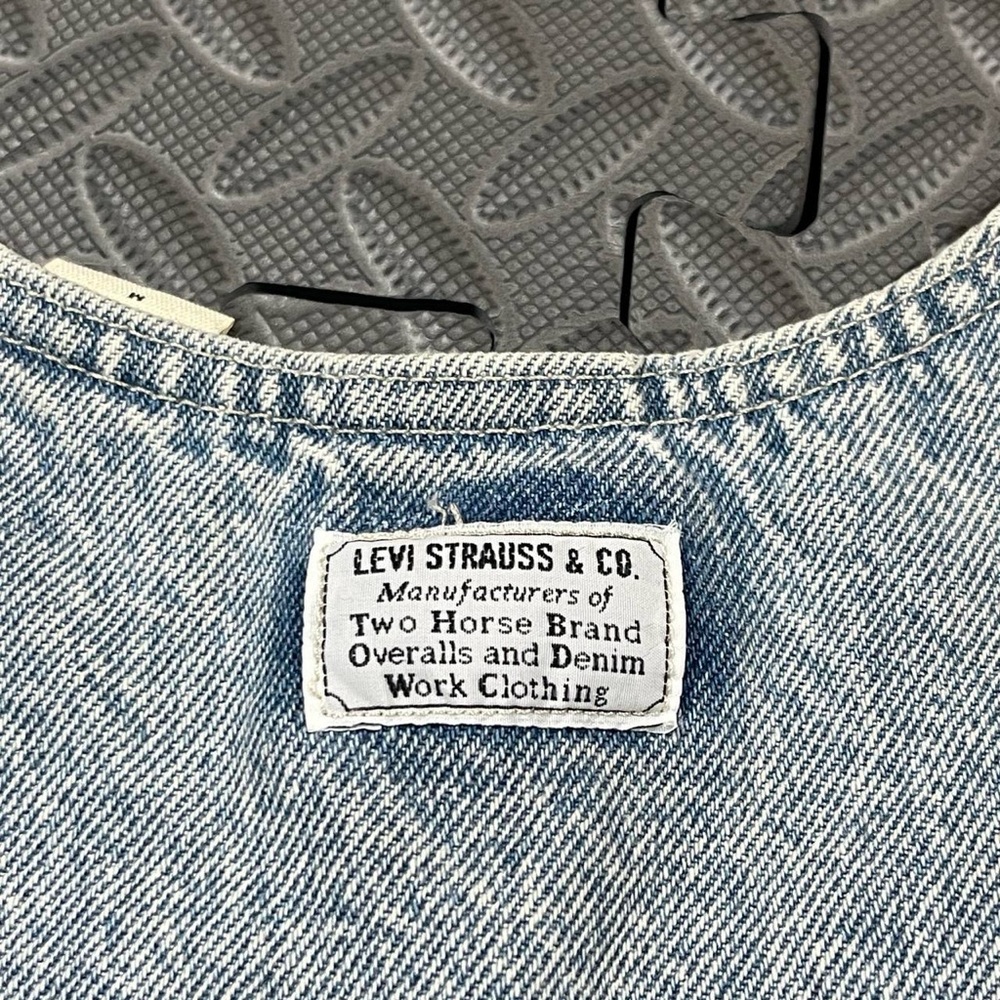 M
LEVI STRAUSS & CO.
Manufacturers of
Two Horse Brand
Overalls and Denim
Work Clothing